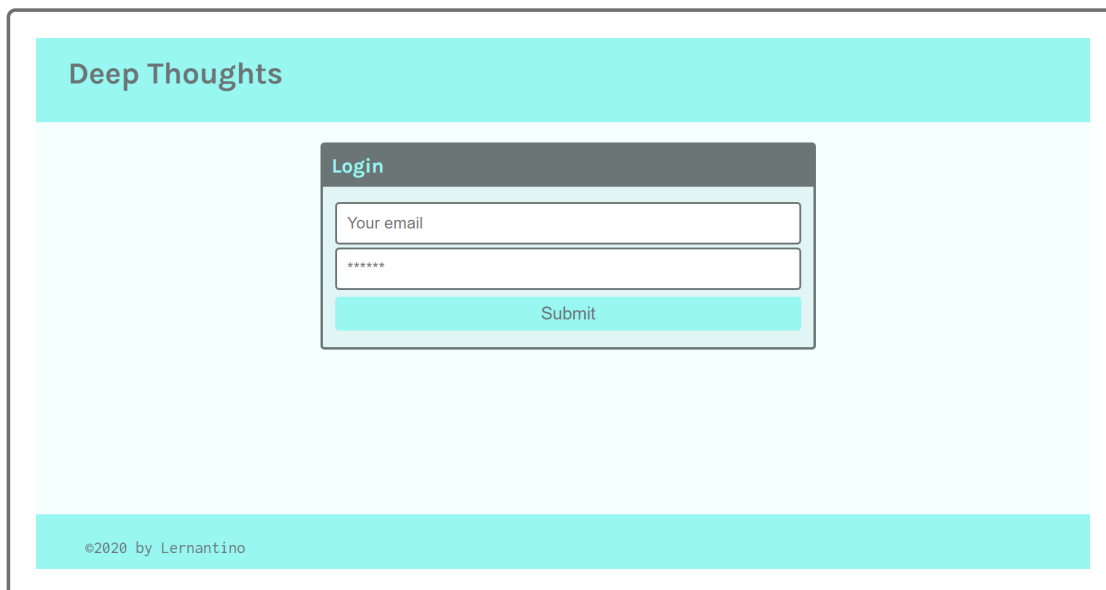 Deep Thoughts
Login
Your email
******
Submit
©2020 by Lernantino